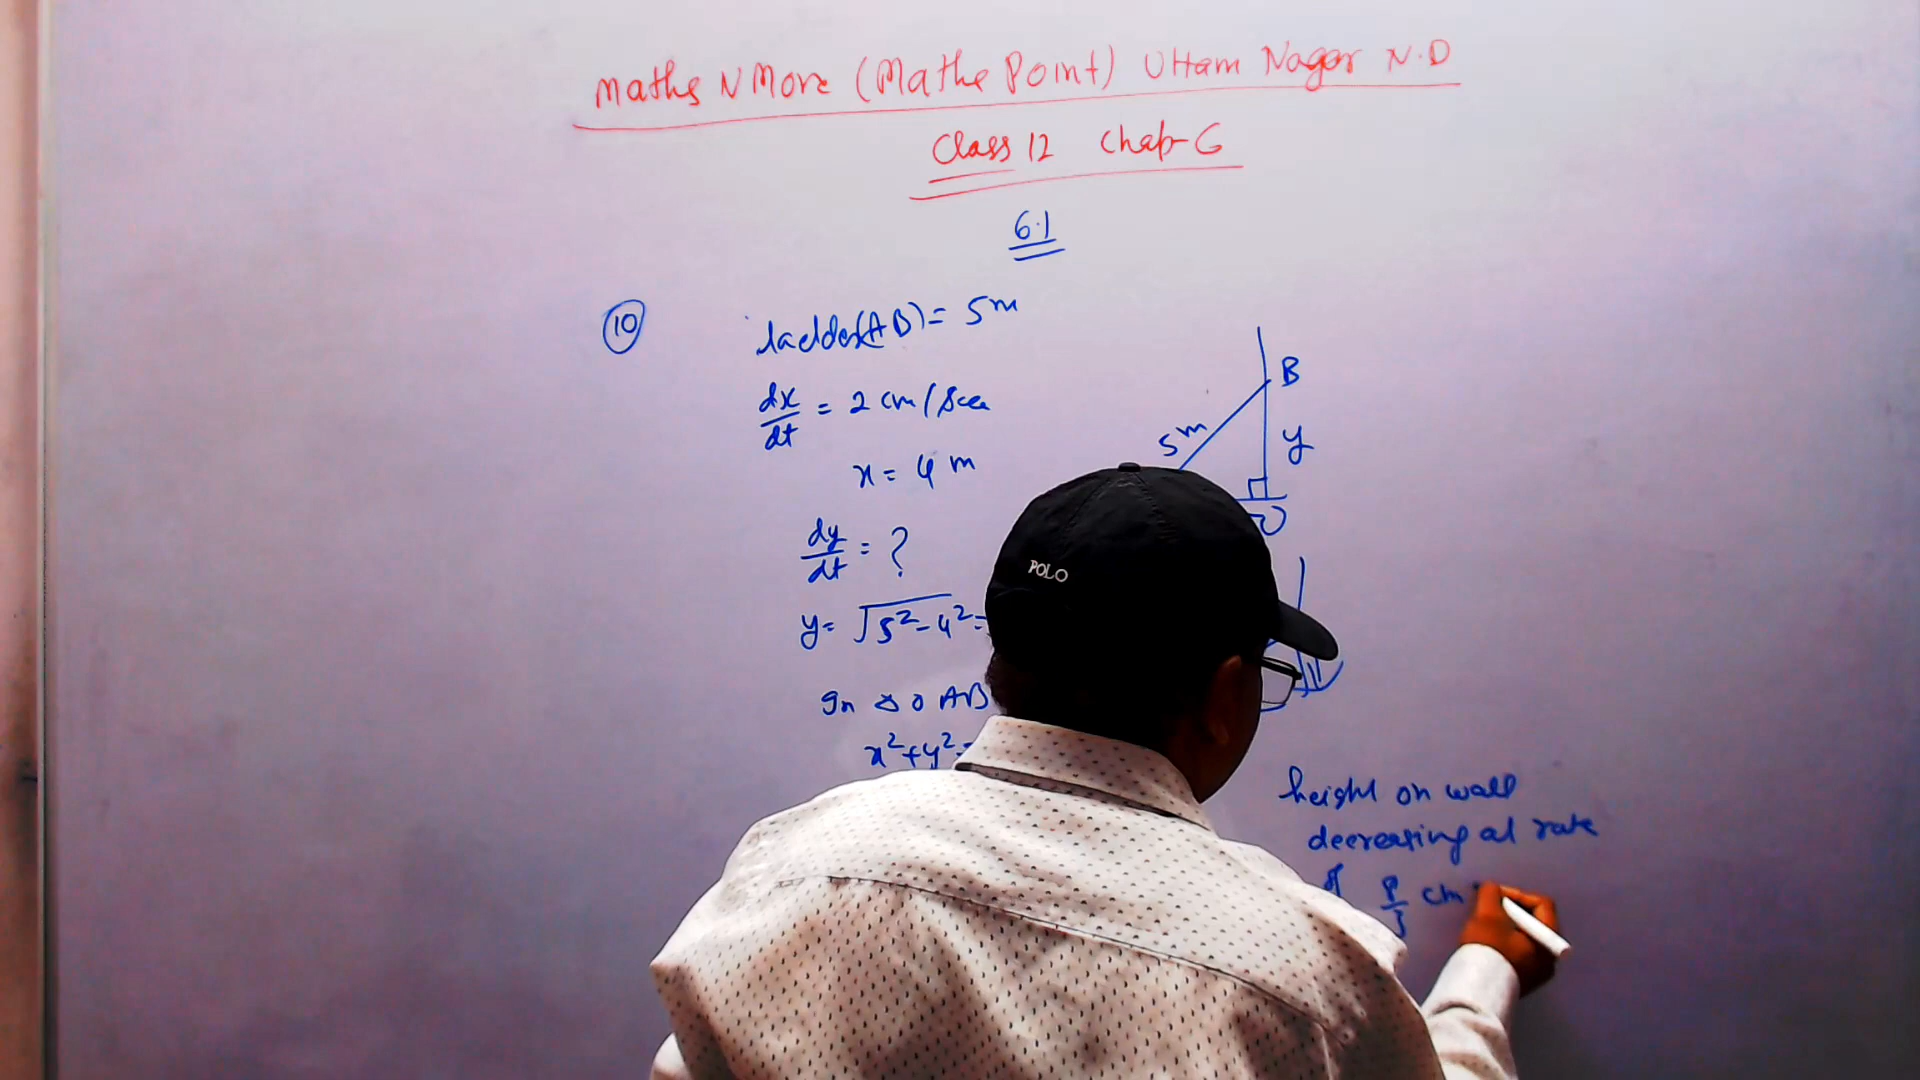 Maths N More (Maths Point) Uttam Nagar N.D
Class 12 Chap-6
6.1
10
ladder(AB) = 5m
dx/dt = 2 cm/sec
x = 4 m
dy/dt = ?
y = √5²-4² =
In △OAB
x²+y² =
B
5m
y
O
POLO
height on wall
decreasing at rate
of 8/3 cm